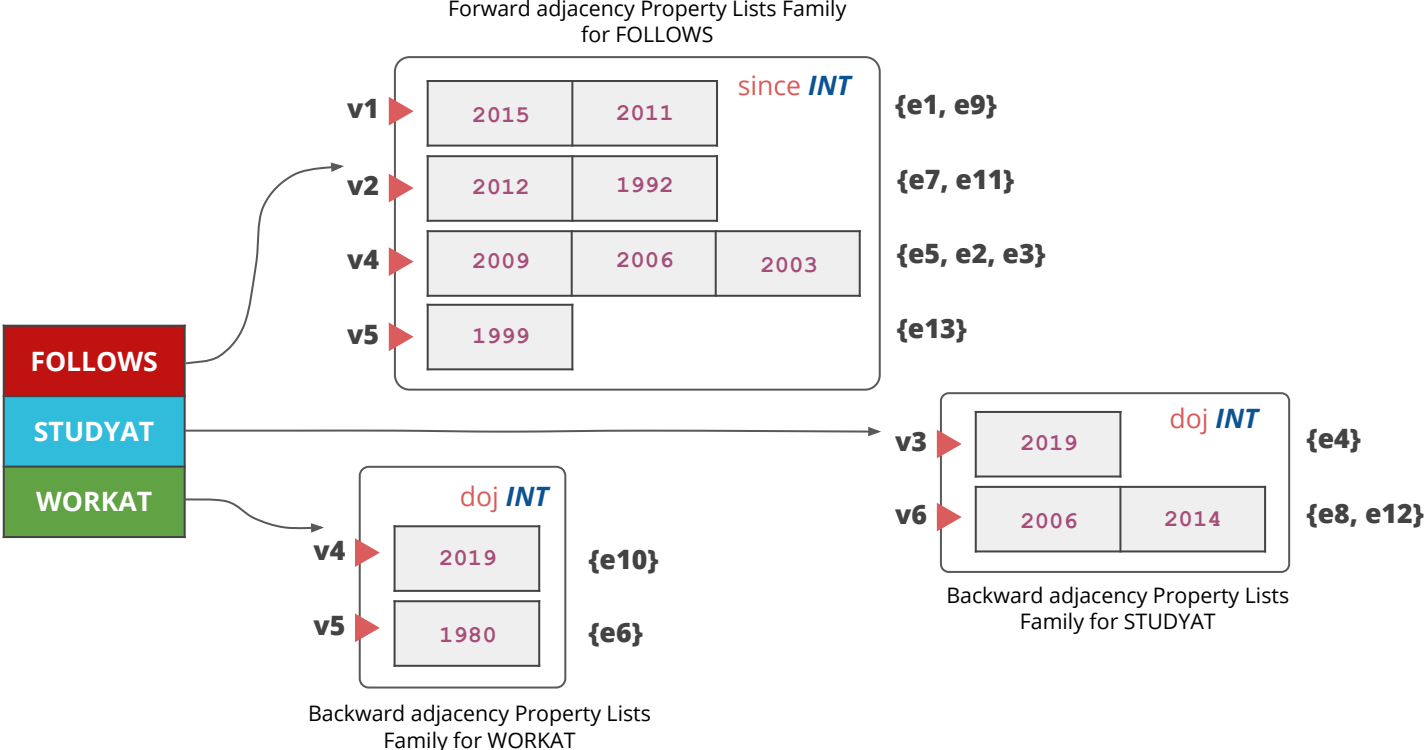 Forward adjacency Property Lists Family
for FOLLOWS
since INT
v1 2015 2011 {e1, e9}
v2 2012 1992 {e7, e11}
v4 2009 2006 2003 {e5, e2, e3}
v5 1999 {e13}
FOLLOWS
STUDYAT
WORKAT
doj INT
v3 2019 {e4}
v6 2006 2014 {e8, e12}
Backward adjacency Property Lists
Family for STUDYAT
doj INT
v4 2019 {e10}
v5 1980 {e6}
Backward adjacency Property Lists
Family for WORKAT